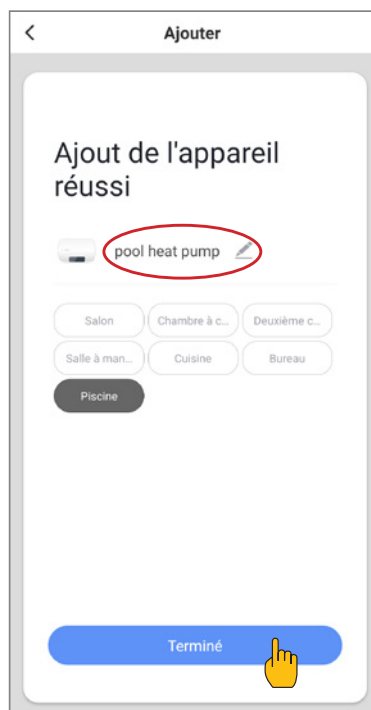 Ajouter
Ajout de l'appareil
réussi
pool heat pump
Salon Chambre à c... Deuxième c...
Salle à man... Cuisine Bureau
Piscine
Terminé